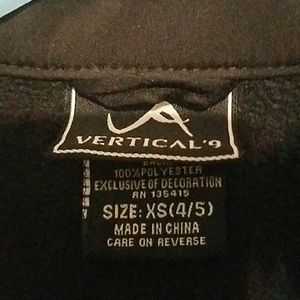 VERTICAL'9
BACK
100% POLYESTER
EXCLUSIVE OF DECORATION
RN 135415
SIZE: XS(4/5)
MADE IN CHINA
CARE ON REVERSE